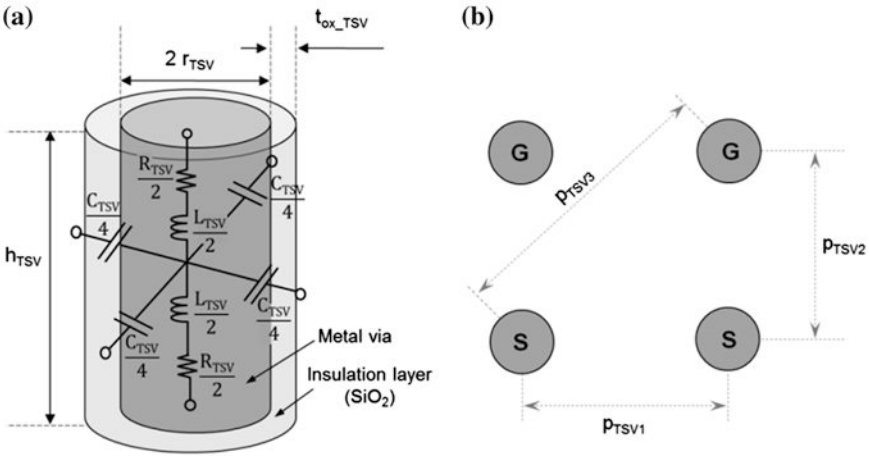 (a)
t_ox_TSV
2 r_TSV
h_TSV
R_TSV
2
C_TSV
4
C_TSV
4
L_TSV
2
L_TSV
2
C_TSV
4
C_TSV
4
R_TSV
2
Metal via
Insulation layer
(SiO₂)
(b)
G
G
p_TSV3
p_TSV2
S
S
p_TSV1